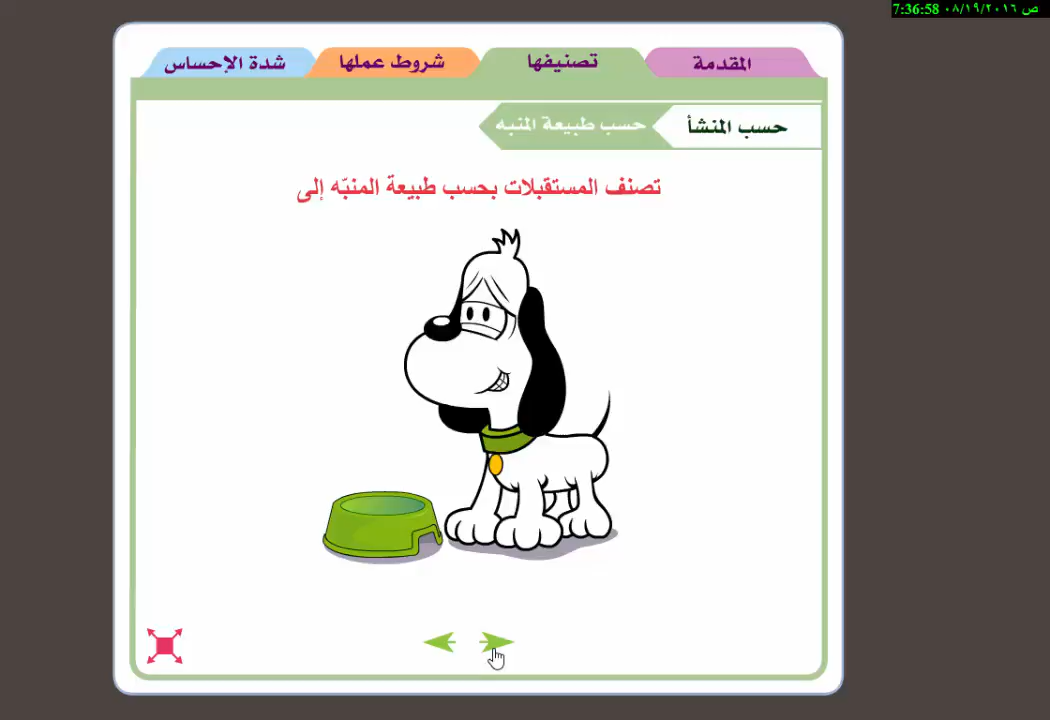 7:36:58 ص ٠٨/١٩/٢٠١٦
المقدمة
تصنيفها
شروط عملها
شدة الإحساس
حسب المنشأ
حسب طبيعة المنبه
تصنف المستقبلات بحسب طبيعة المنبّه إلى